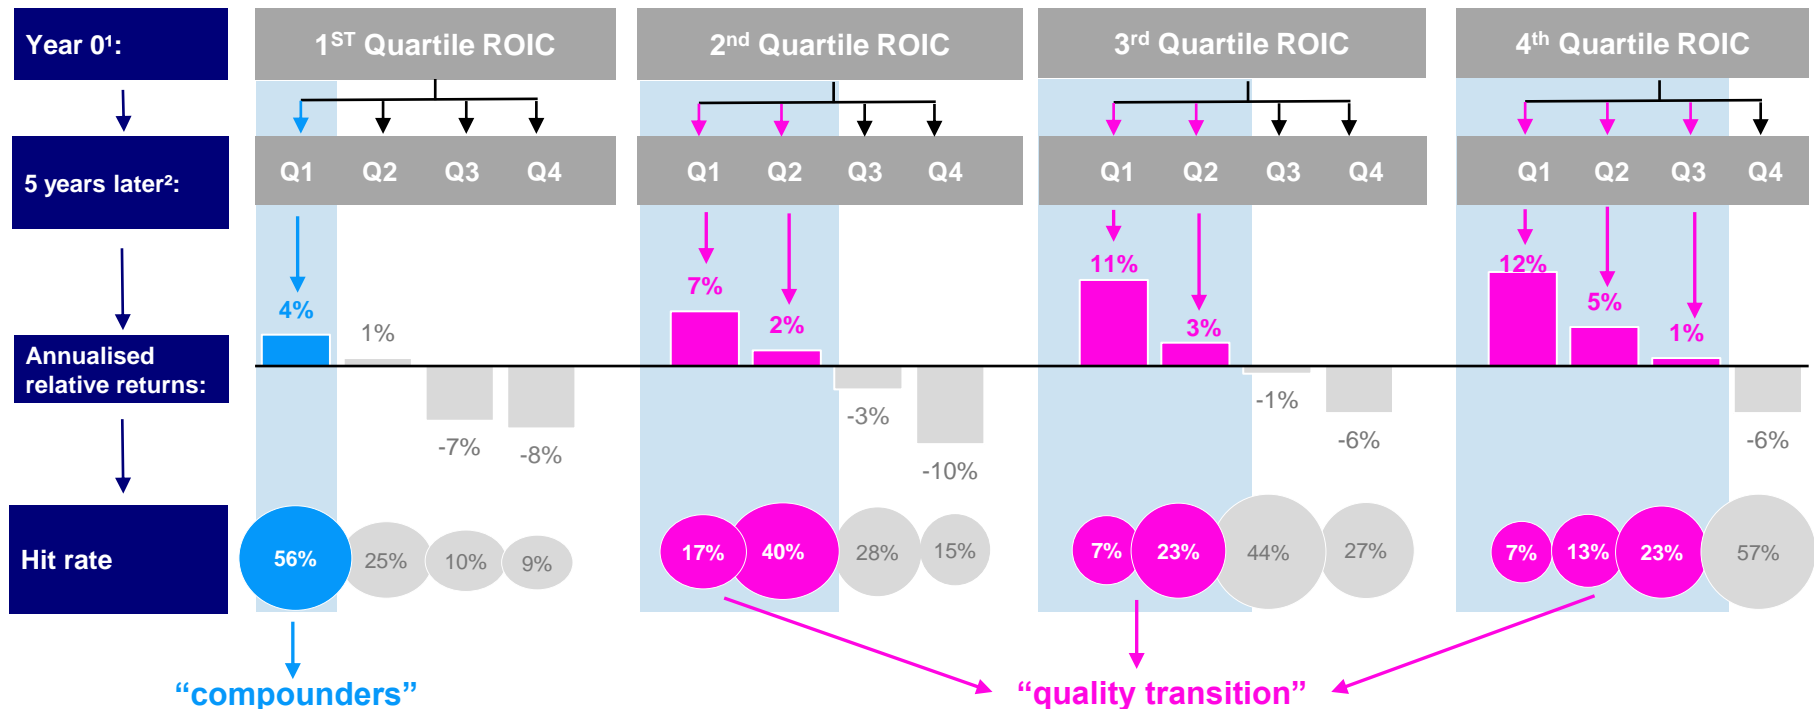 Year 0¹:
1ST Quartile ROIC
2nd Quartile ROIC
3rd Quartile ROIC
4th Quartile ROIC
5 years later²:
Q1 Q2 Q3 Q4
Q1 Q2 Q3 Q4
Q1 Q2 Q3 Q4
Q1 Q2 Q3 Q4
Annualised
relative returns:
4% 1% -7% -8%
7% 2% -3% -10%
11% 3% -1% -6%
12% 5% 1% -6%
Hit rate
56% 25% 10% 9%
17% 40% 28% 15%
7% 23% 44% 27%
7% 13% 23% 57%
“compounders”
“quality transition”